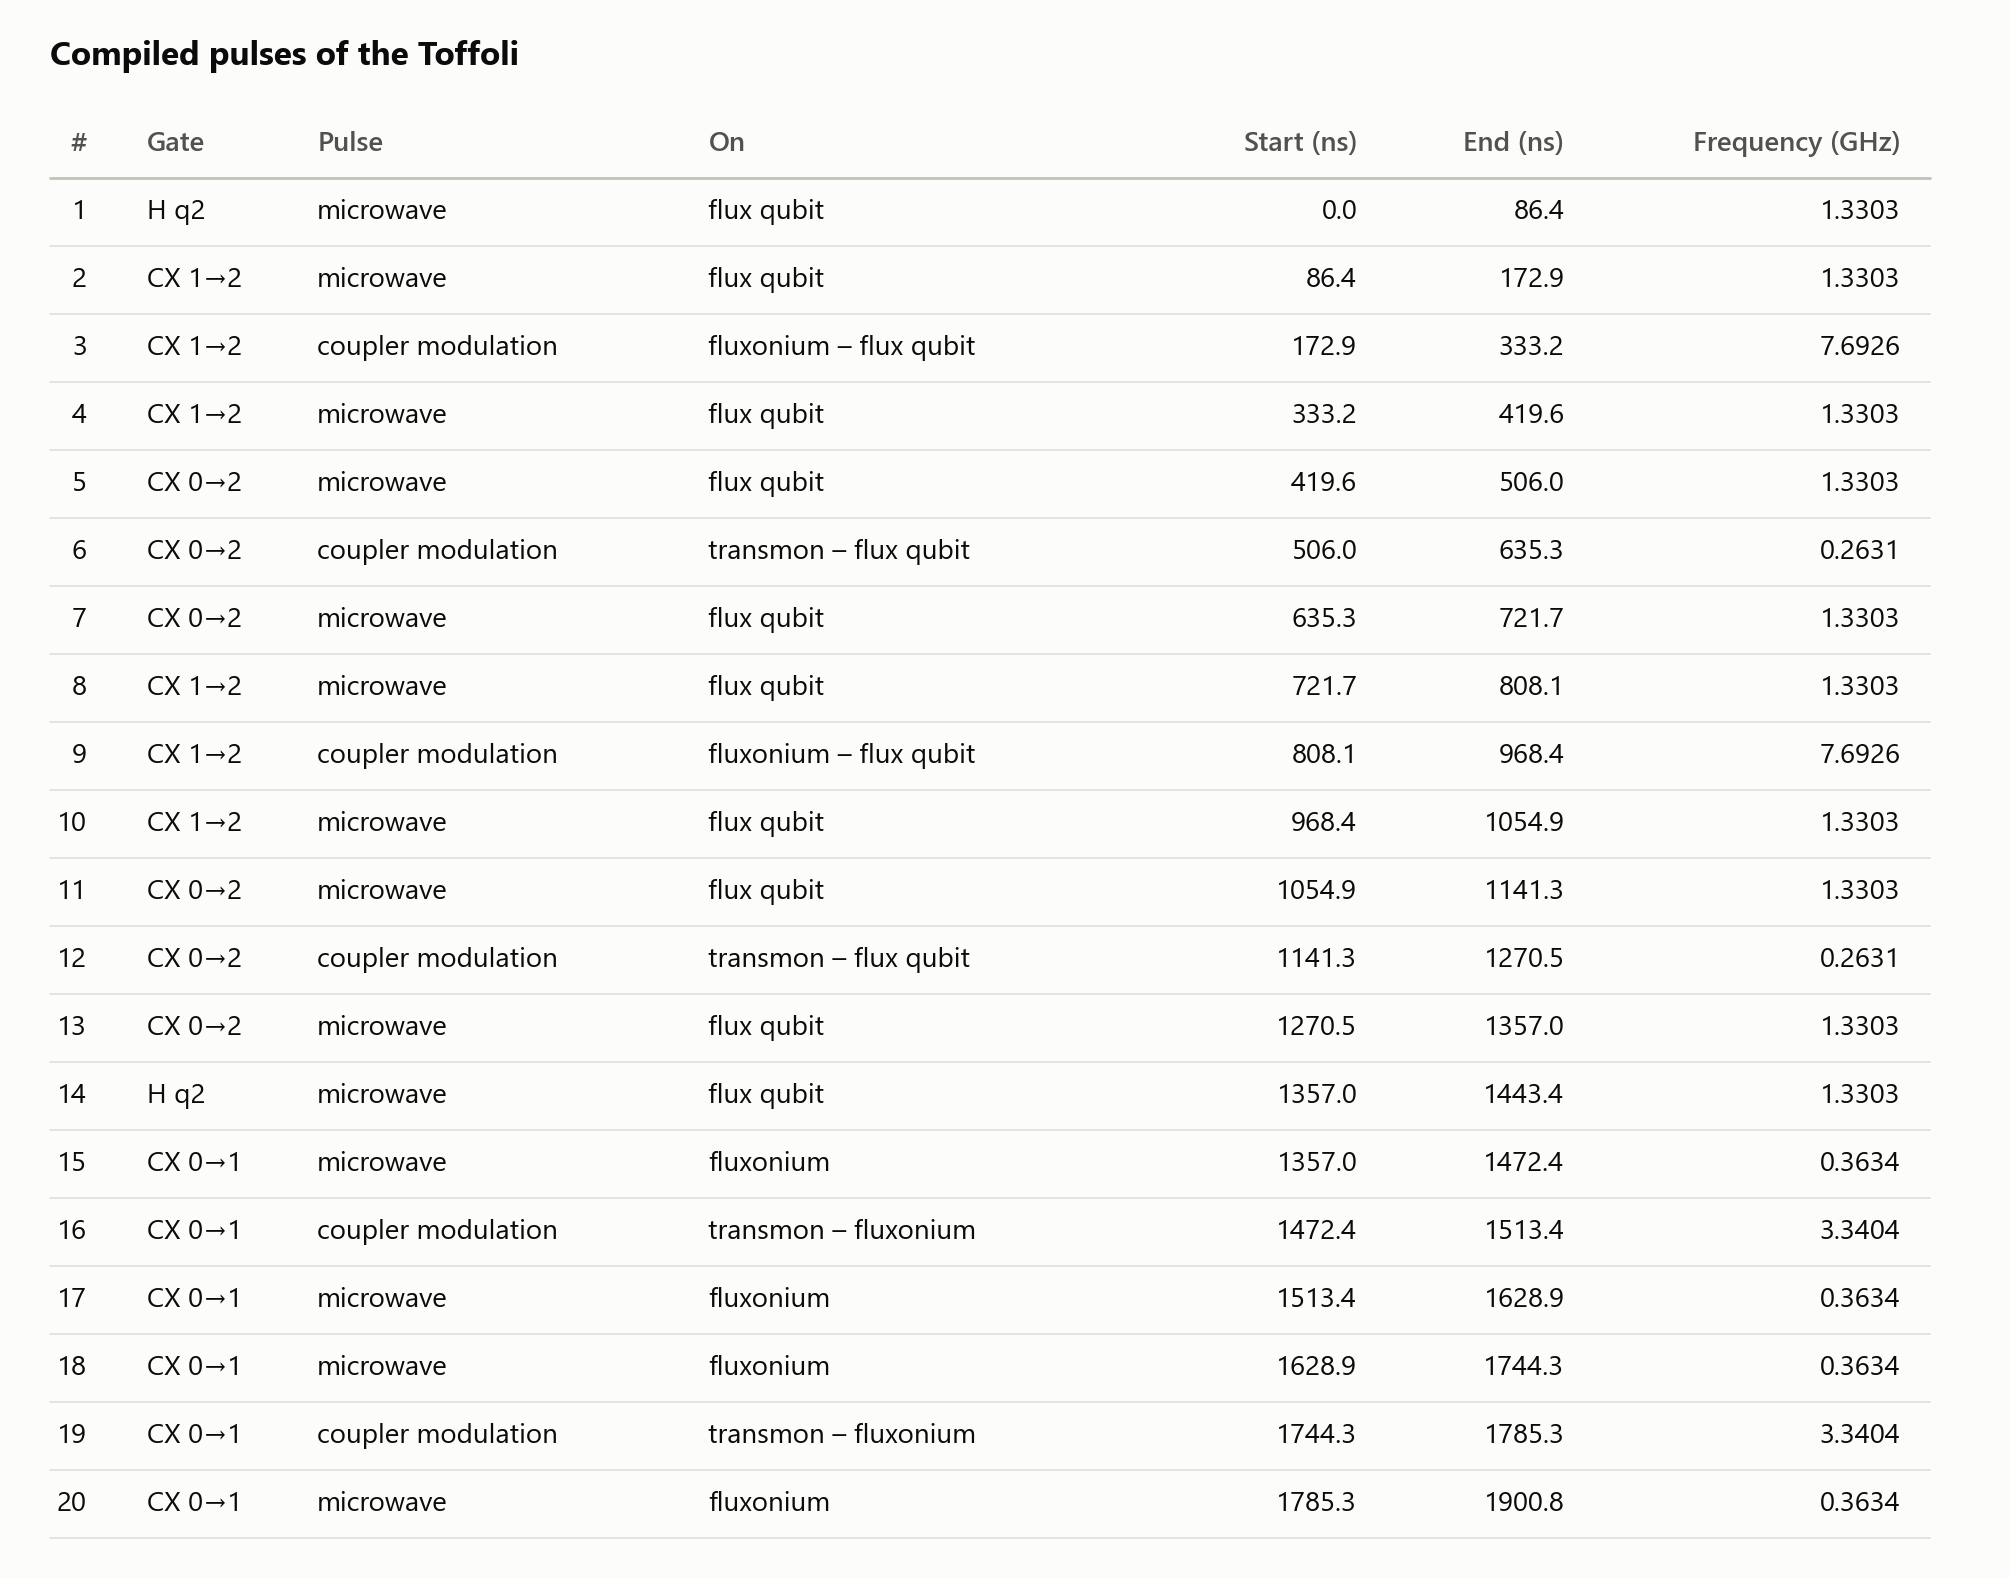 Compiled pulses of the Toffoli
# Gate Pulse On Start (ns) End (ns) Frequency (GHz)
1 H q2 microwave flux qubit 0.0 86.4 1.3303
2 CX 1→2 microwave flux qubit 86.4 172.9 1.3303
3 CX 1→2 coupler modulation fluxonium – flux qubit 172.9 333.2 7.6926
4 CX 1→2 microwave flux qubit 333.2 419.6 1.3303
5 CX 0→2 microwave flux qubit 419.6 506.0 1.3303
6 CX 0→2 coupler modulation transmon – flux qubit 506.0 635.3 0.2631
7 CX 0→2 microwave flux qubit 635.3 721.7 1.3303
8 CX 1→2 microwave flux qubit 721.7 808.1 1.3303
9 CX 1→2 coupler modulation fluxonium – flux qubit 808.1 968.4 7.6926
10 CX 1→2 microwave flux qubit 968.4 1054.9 1.3303
11 CX 0→2 microwave flux qubit 1054.9 1141.3 1.3303
12 CX 0→2 coupler modulation transmon – flux qubit 1141.3 1270.5 0.2631
13 CX 0→2 microwave flux qubit 1270.5 1357.0 1.3303
14 H q2 microwave flux qubit 1357.0 1443.4 1.3303
15 CX 0→1 microwave fluxonium 1357.0 1472.4 0.3634
16 CX 0→1 coupler modulation transmon – fluxonium 1472.4 1513.4 3.3404
17 CX 0→1 microwave fluxonium 1513.4 1628.9 0.3634
18 CX 0→1 microwave fluxonium 1628.9 1744.3 0.3634
19 CX 0→1 coupler modulation transmon – fluxonium 1744.3 1785.3 3.3404
20 CX 0→1 microwave fluxonium 1785.3 1900.8 0.3634